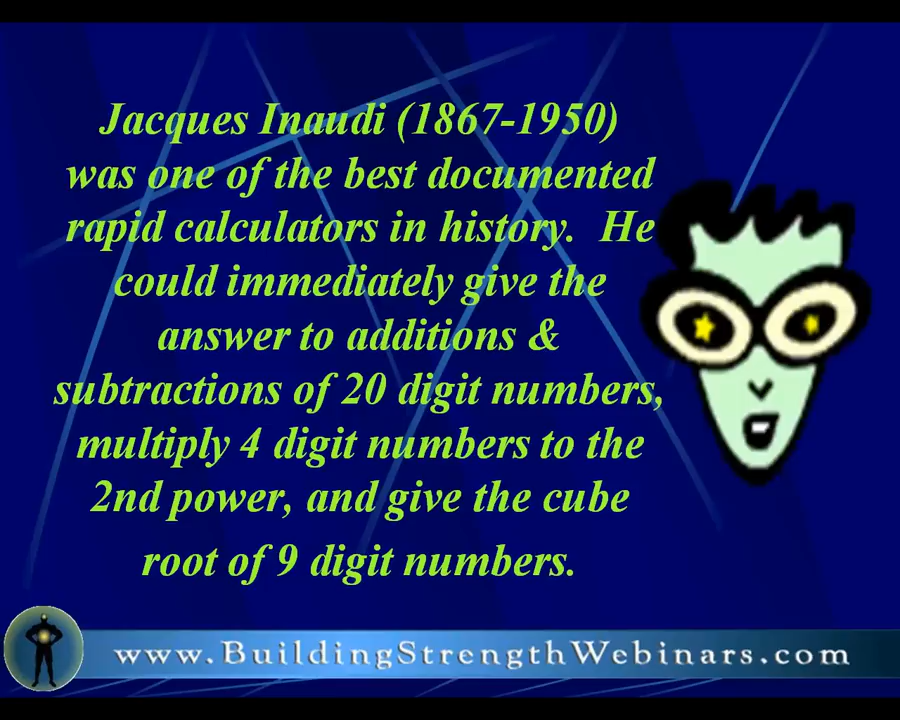 Jacques Inaudi (1867-1950)
was one of the best documented
rapid calculators in history.  He
could immediately give the
answer to additions &
subtractions of 20 digit numbers,
multiply 4 digit numbers to the
2nd power, and give the cube
root of 9 digit numbers.
www.BuildingStrengthWebinars.com